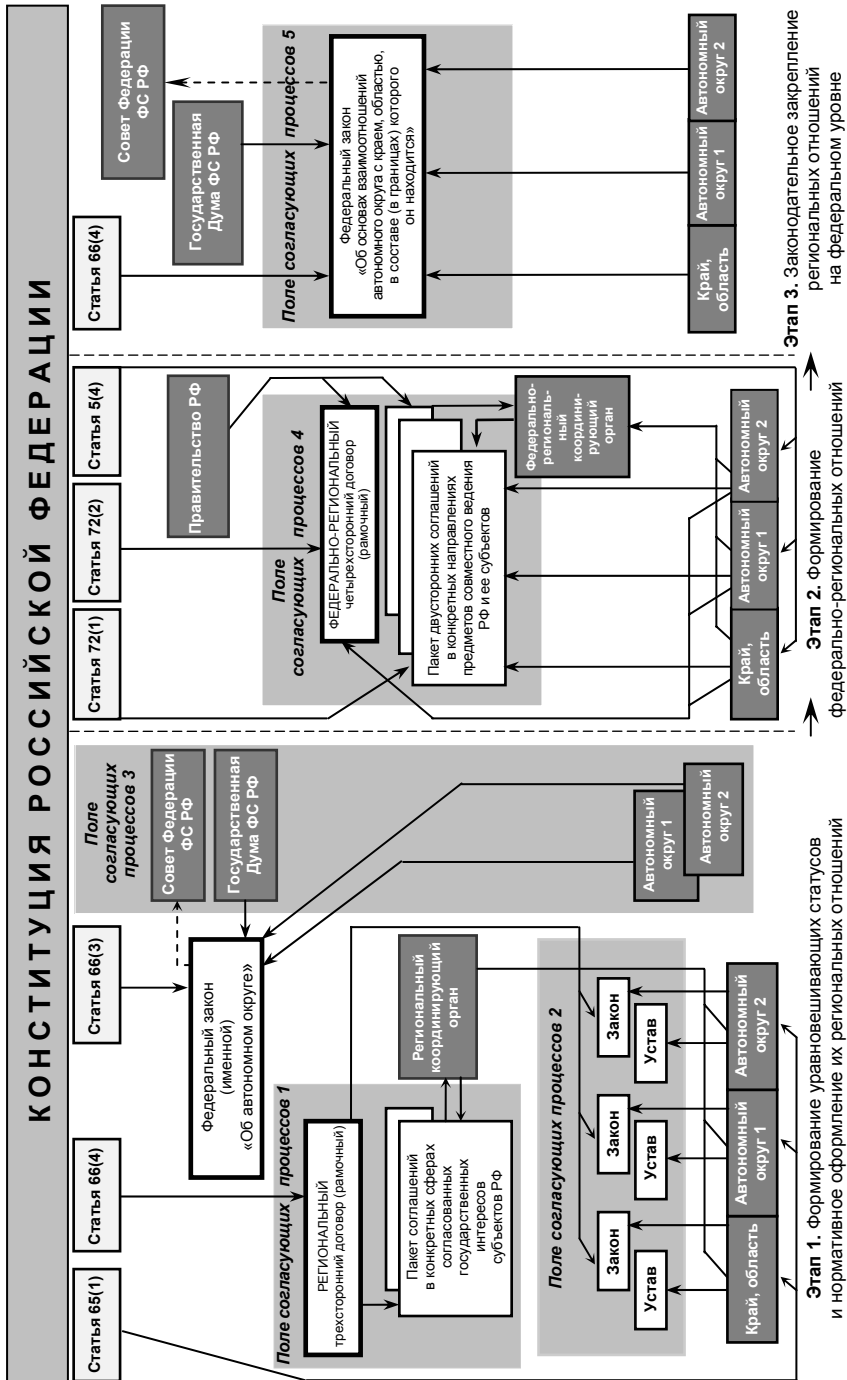 КОНСТИТУЦИЯ РОССИЙСКОЙ ФЕДЕРАЦИИ
Статья 65(1)
Статья 66(4)
Статья 66(3)
Федеральный закон
(именной)
«Об автономном округе»
Поле
согласующих
процессов 3
Совет Федерации
ФС РФ
Государственная
Дума ФС РФ
Автономный
округ 1
Автономный
округ 2
Поле согласующих процессов 1
РЕГИОНАЛЬНЫЙ
трехсторонний договор (рамочный)
Пакет соглашений
в конкретных сферах
согласованных
государственных
интересов
субъектов РФ
Региональный
координирующий
орган
Поле согласующих процессов 2
Закон
Устав
Закон
Устав
Закон
Устав
Край, область
Автономный
округ 1
Автономный
округ 2
Этап 1. Формирование уравновешивающих статусов
и нормативное оформление их региональных отношений
Статья 72(1)
Статья 72(2)
Статья 5(4)
Правительство РФ
Поле
согласующих процессов 4
ФЕДЕРАЛЬНО-РЕГИОНАЛЬНЫЙ
четырехсторонний договор
(рамочный)
Пакет двусторонних соглашений
в конкретных направлениях
предметов совместного ведения
РФ и ее субъектов
Федерально-
региональ-
ный
координи-
рующий
орган
Край,
область
Автономный
округ 1
Автономный
округ 2
Этап 2. Формирование
федерально-региональных отношений
Статья 66(4)
Государственная
Дума ФС РФ
Совет Федерации
ФС РФ
Поле согласующих процессов 5
Федеральный закон
«Об основах взаимоотношений
автономного округа с краем, областью,
в составе (в границах) которого
он находится»
Край,
область
Автономный
округ 1
Автономный
округ 2
Этап 3. Законодательное закрепление
региональных отношений
на федеральном уровне